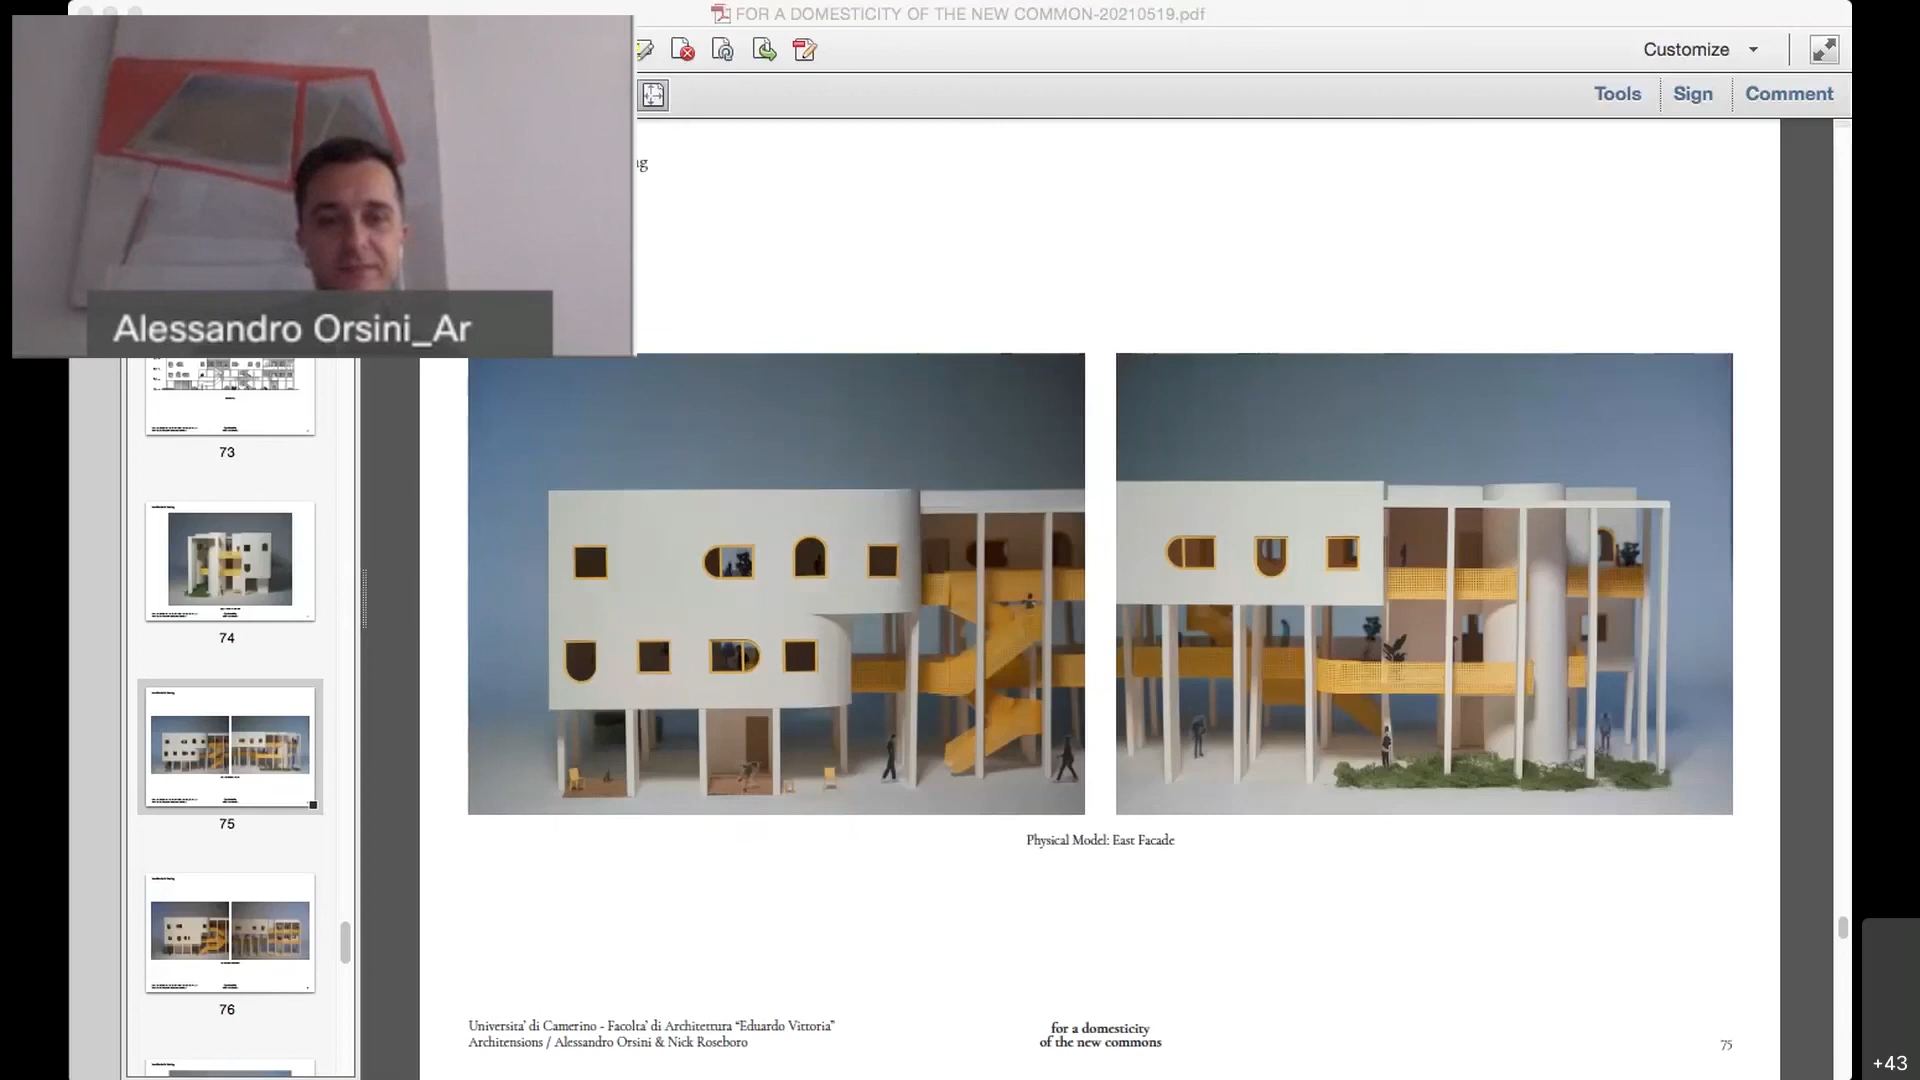 FOR A DOMESTICITY OF THE NEW COMMON-20210519.pdf
Customize
Tools
Sign
Comment
Alessandro Orsini_Ar
73
74
75
76
Physical Model: East Facade
Universita' di Camerino - Facolta' di Architettura “Eduardo Vittoria”
Architensions / Alessandro Orsini & Nick Roseboro
for a domesticity
of the new commons
75
+43